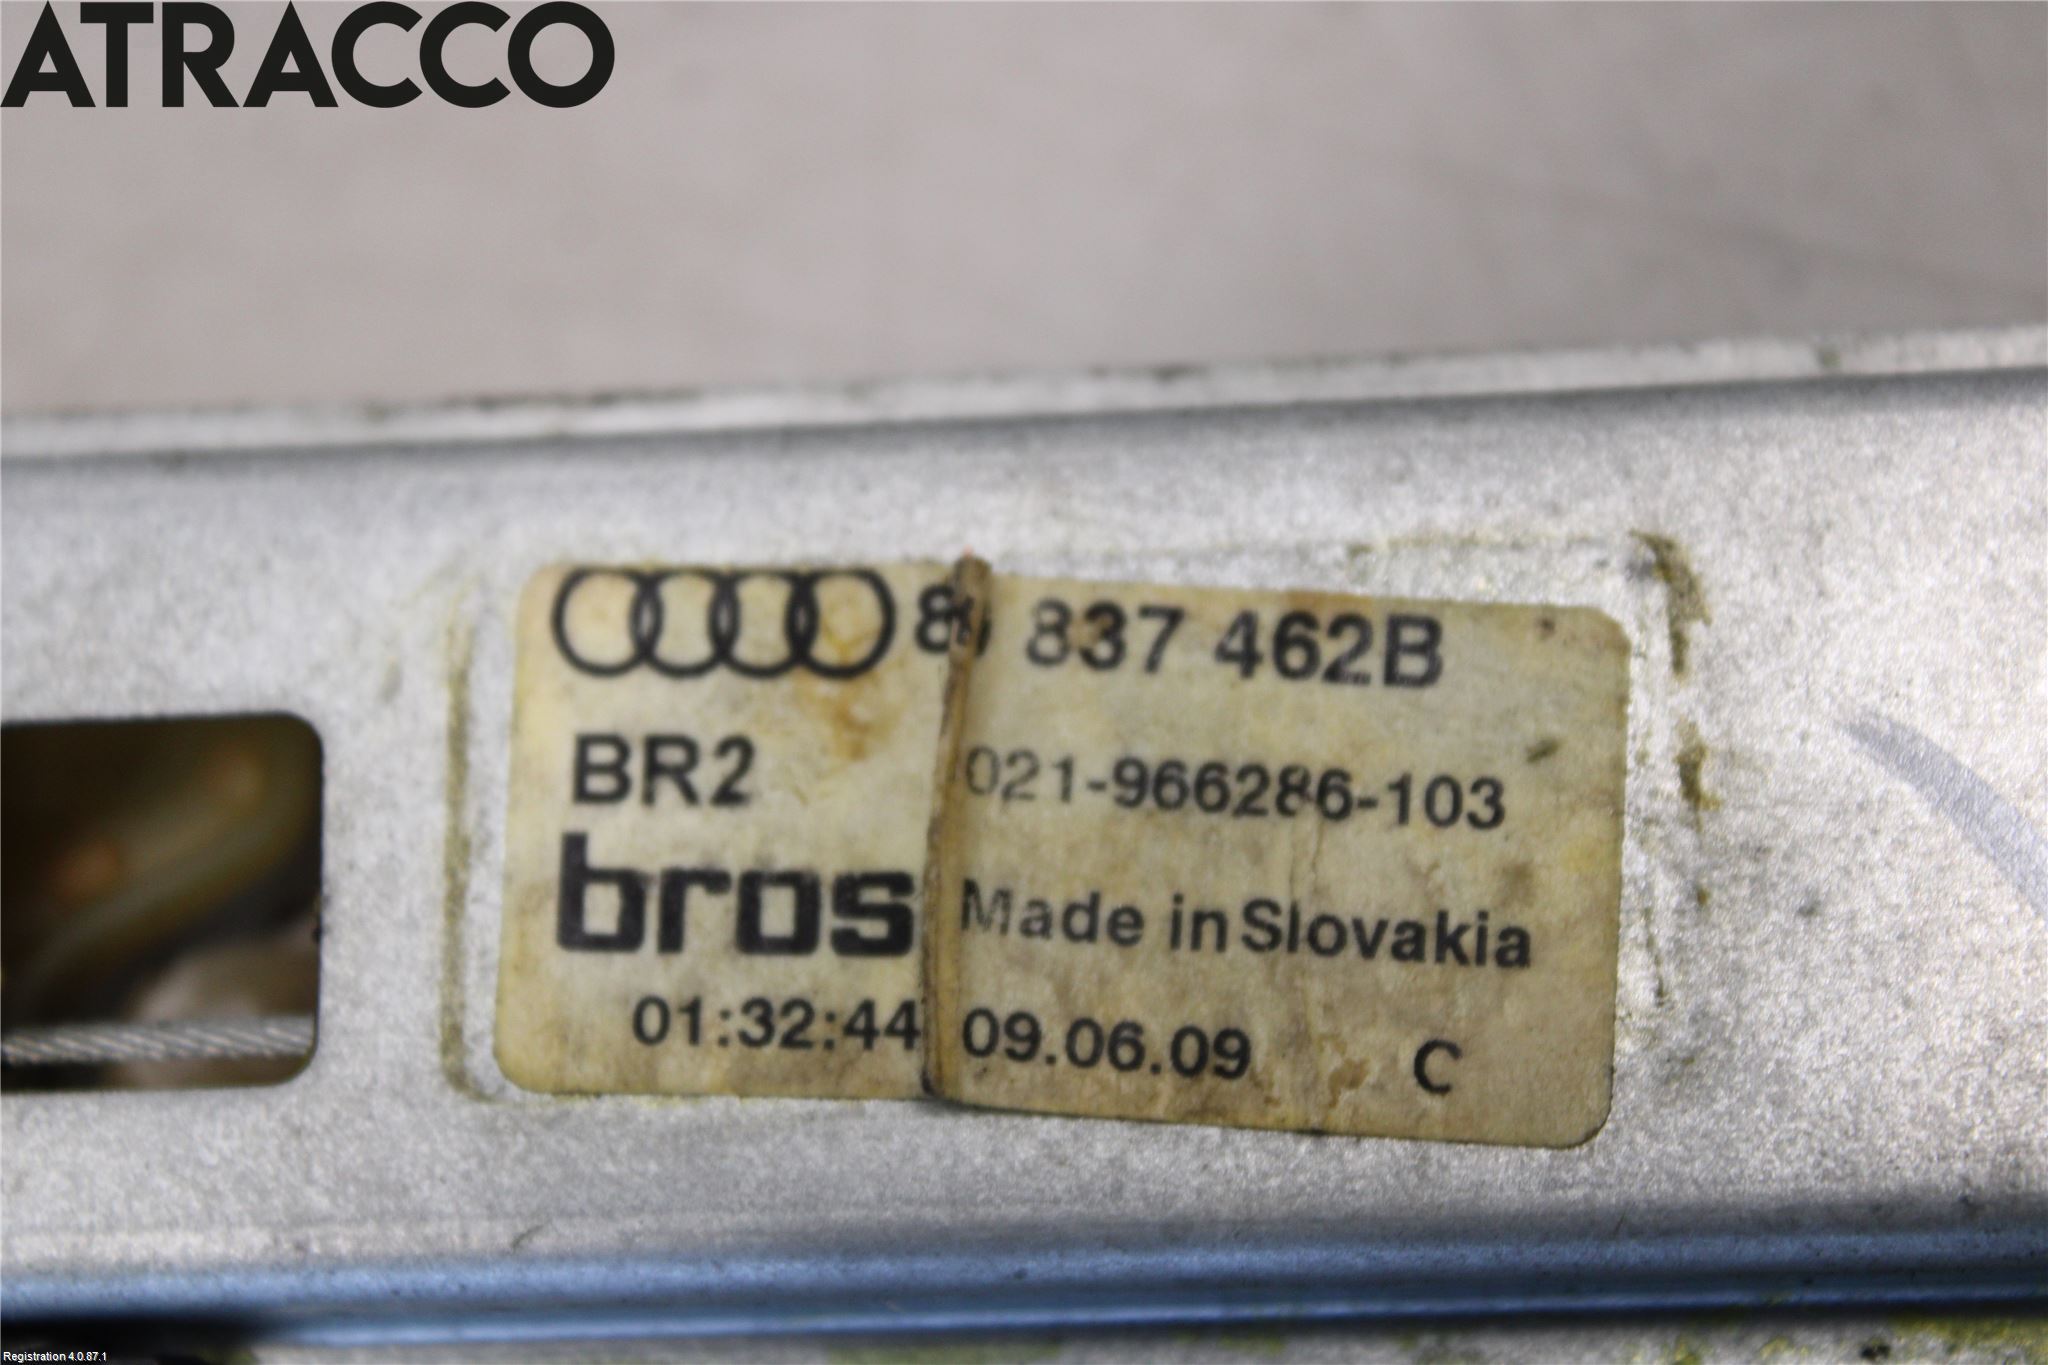 ATRACCO
837 462B
BR2 021-966286-103
Made in Slovakia
01:32:44 09.06.09 C
Registration 4.0.87.1